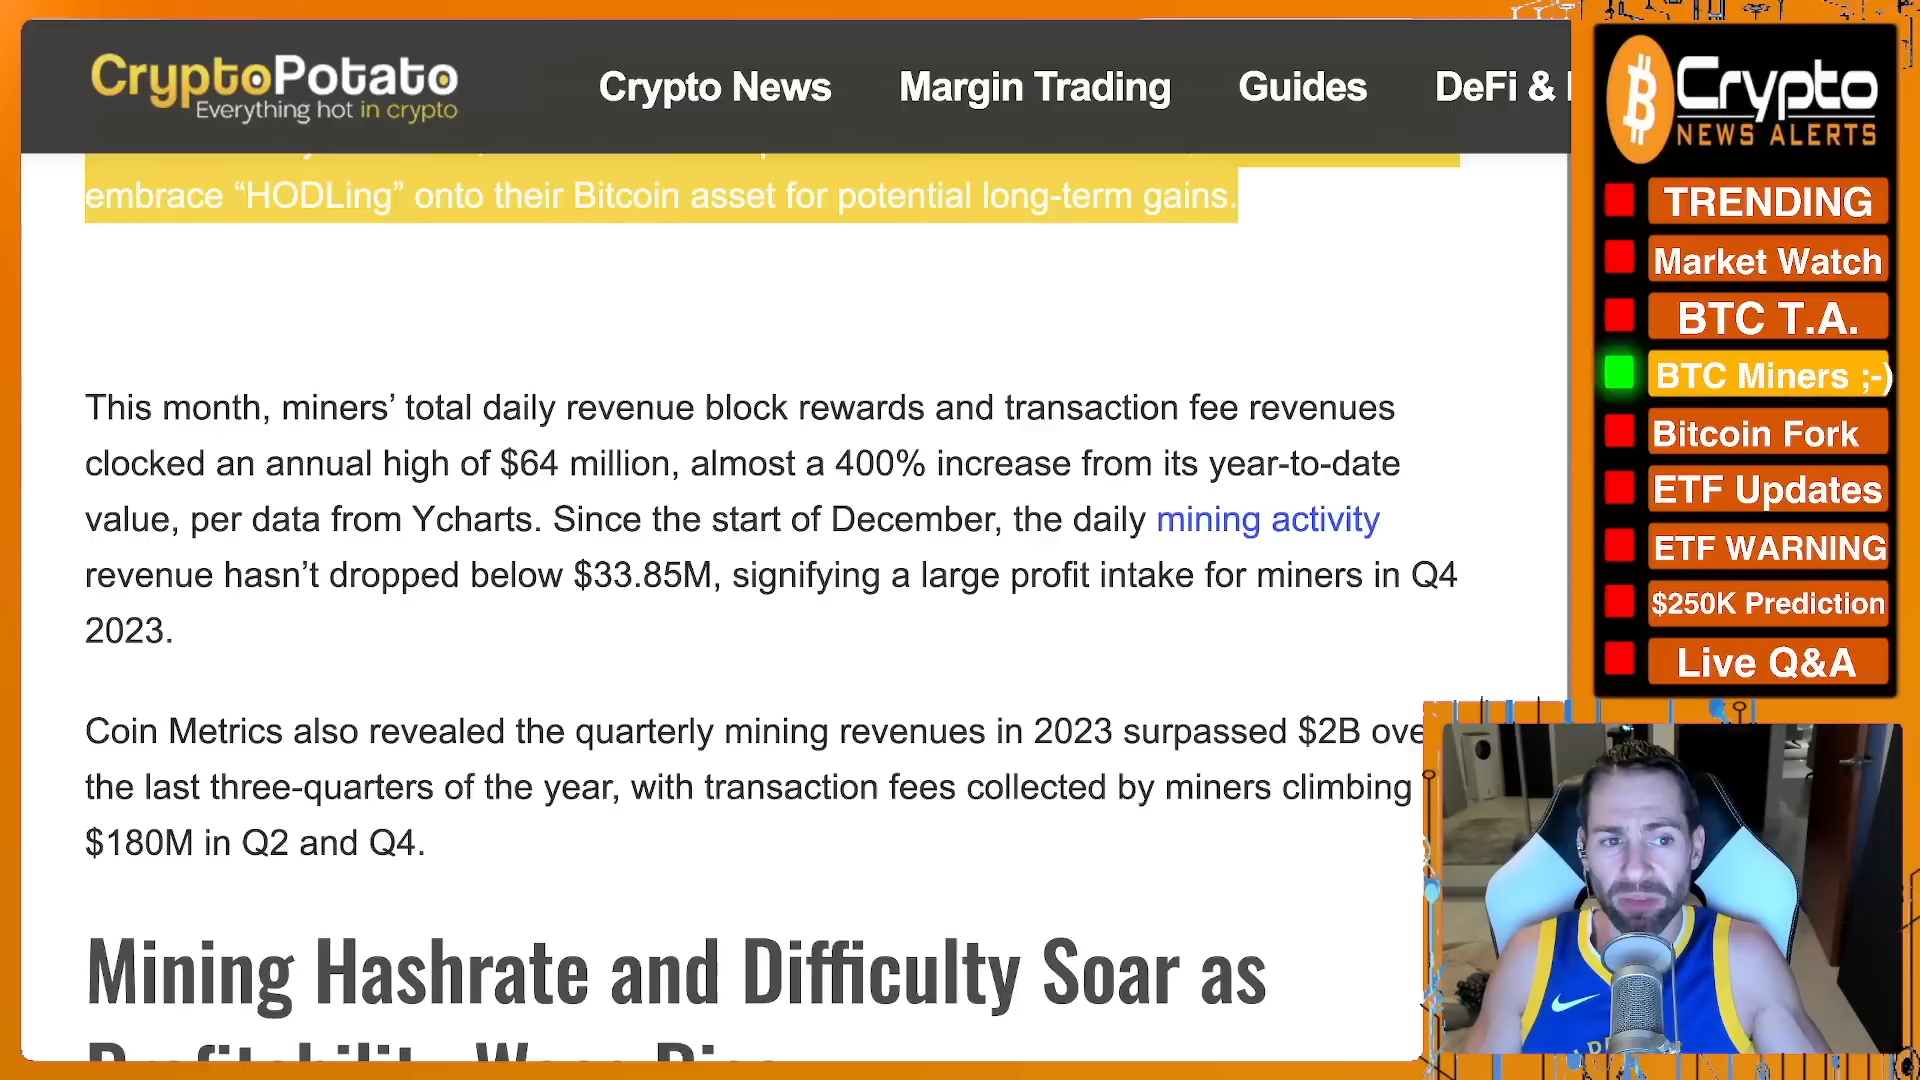 CryptoPotato
Everything hot in crypto
Crypto News
Margin Trading
Guides
DeFi &
embrace “HODLing” onto their Bitcoin asset for potential long-term gains.
This month, miners’ total daily revenue block rewards and transaction fee revenues
clocked an annual high of $64 million, almost a 400% increase from its year-to-date
value, per data from Ycharts. Since the start of December, the daily mining activity
revenue hasn’t dropped below $33.85M, signifying a large profit intake for miners in Q4
2023.
Coin Metrics also revealed the quarterly mining revenues in 2023 surpassed $2B ove
the last three-quarters of the year, with transaction fees collected by miners climbing
$180M in Q2 and Q4.
Mining Hashrate and Difficulty Soar as
Crypto
NEWS ALERTS
TRENDING
Market Watch
BTC T.A.
BTC Miners ;-)
Bitcoin Fork
ETF Updates
ETF WARNING
$250K Prediction
Live Q&A